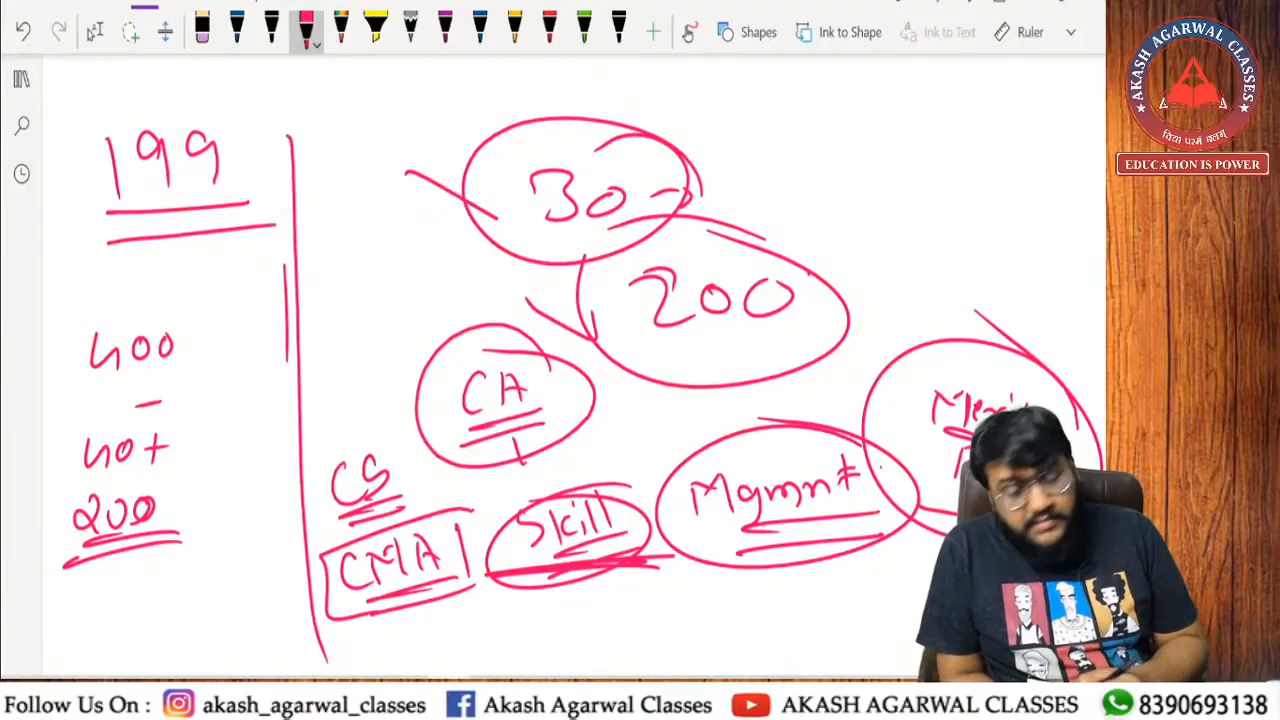 Shapes Ink to Shape Ink to Text Ruler
AKASH AGARWAL CLASSES
EDUCATION IS POWER
199
400
-
40+
200
200
CA
CS
CMA
Skill
Mgmnt
Follow Us On : akash_agarwal_classes Akash Agarwal Classes AKASH AGARWAL CLASSES 8390693138